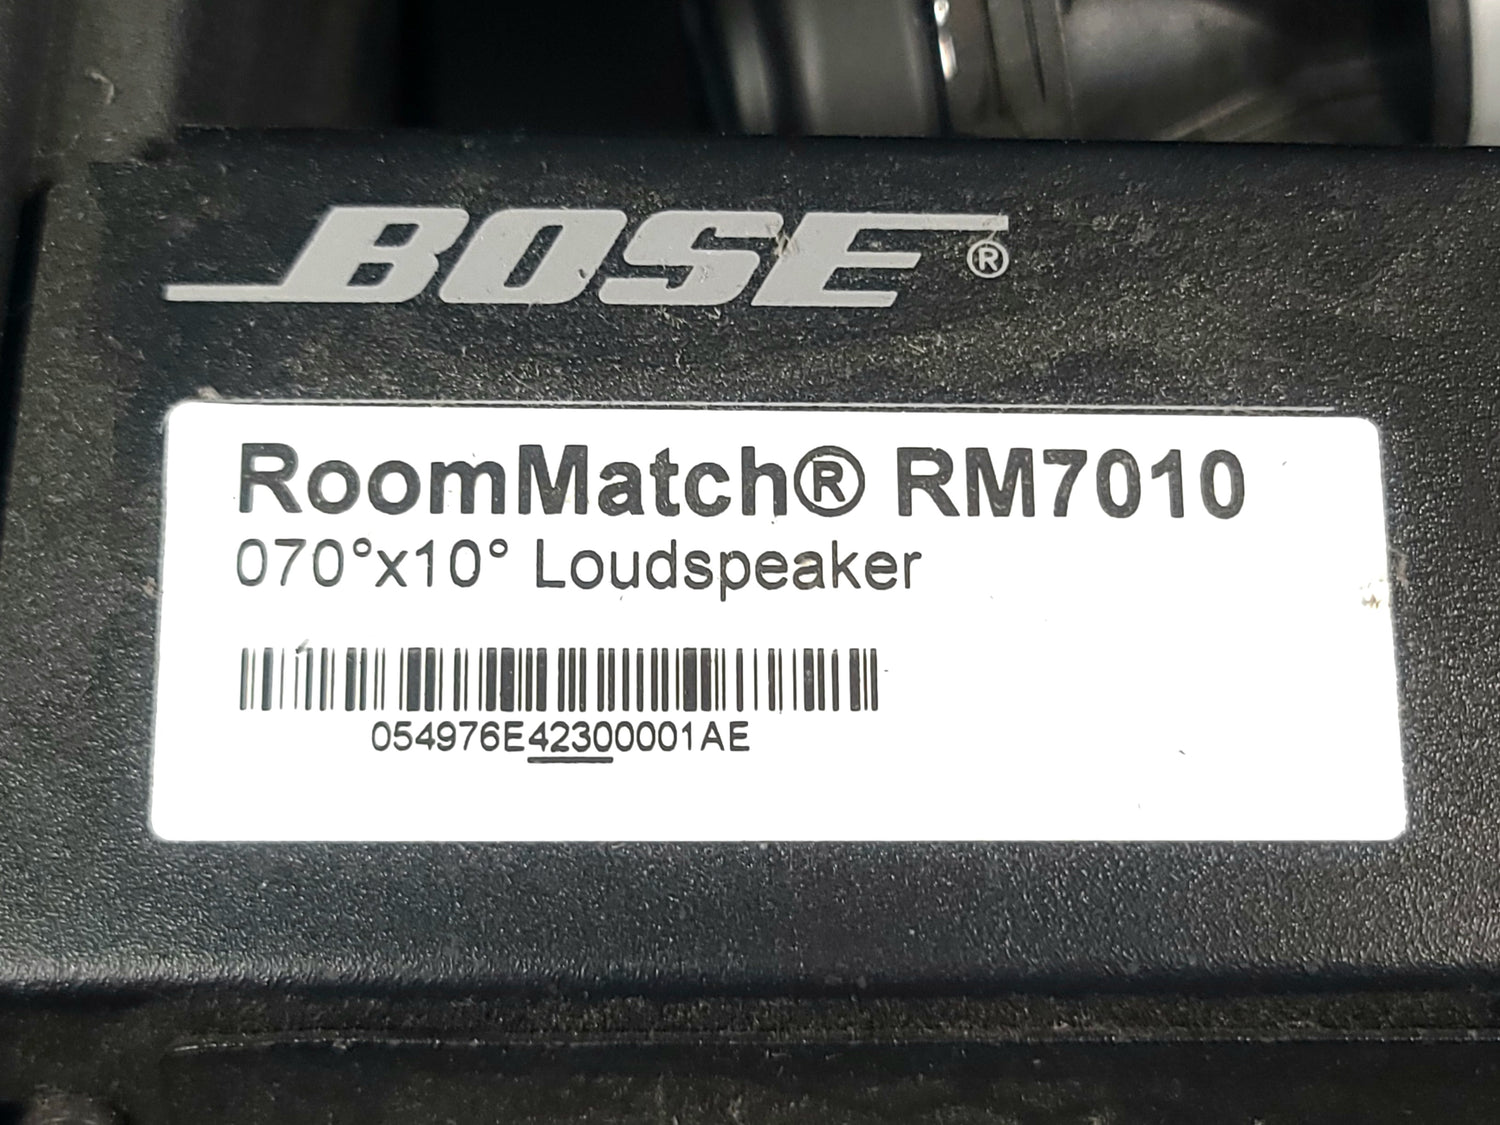 BOSE®
RoomMatch® RM7010
070°x10° Loudspeaker
054976E42300001AE